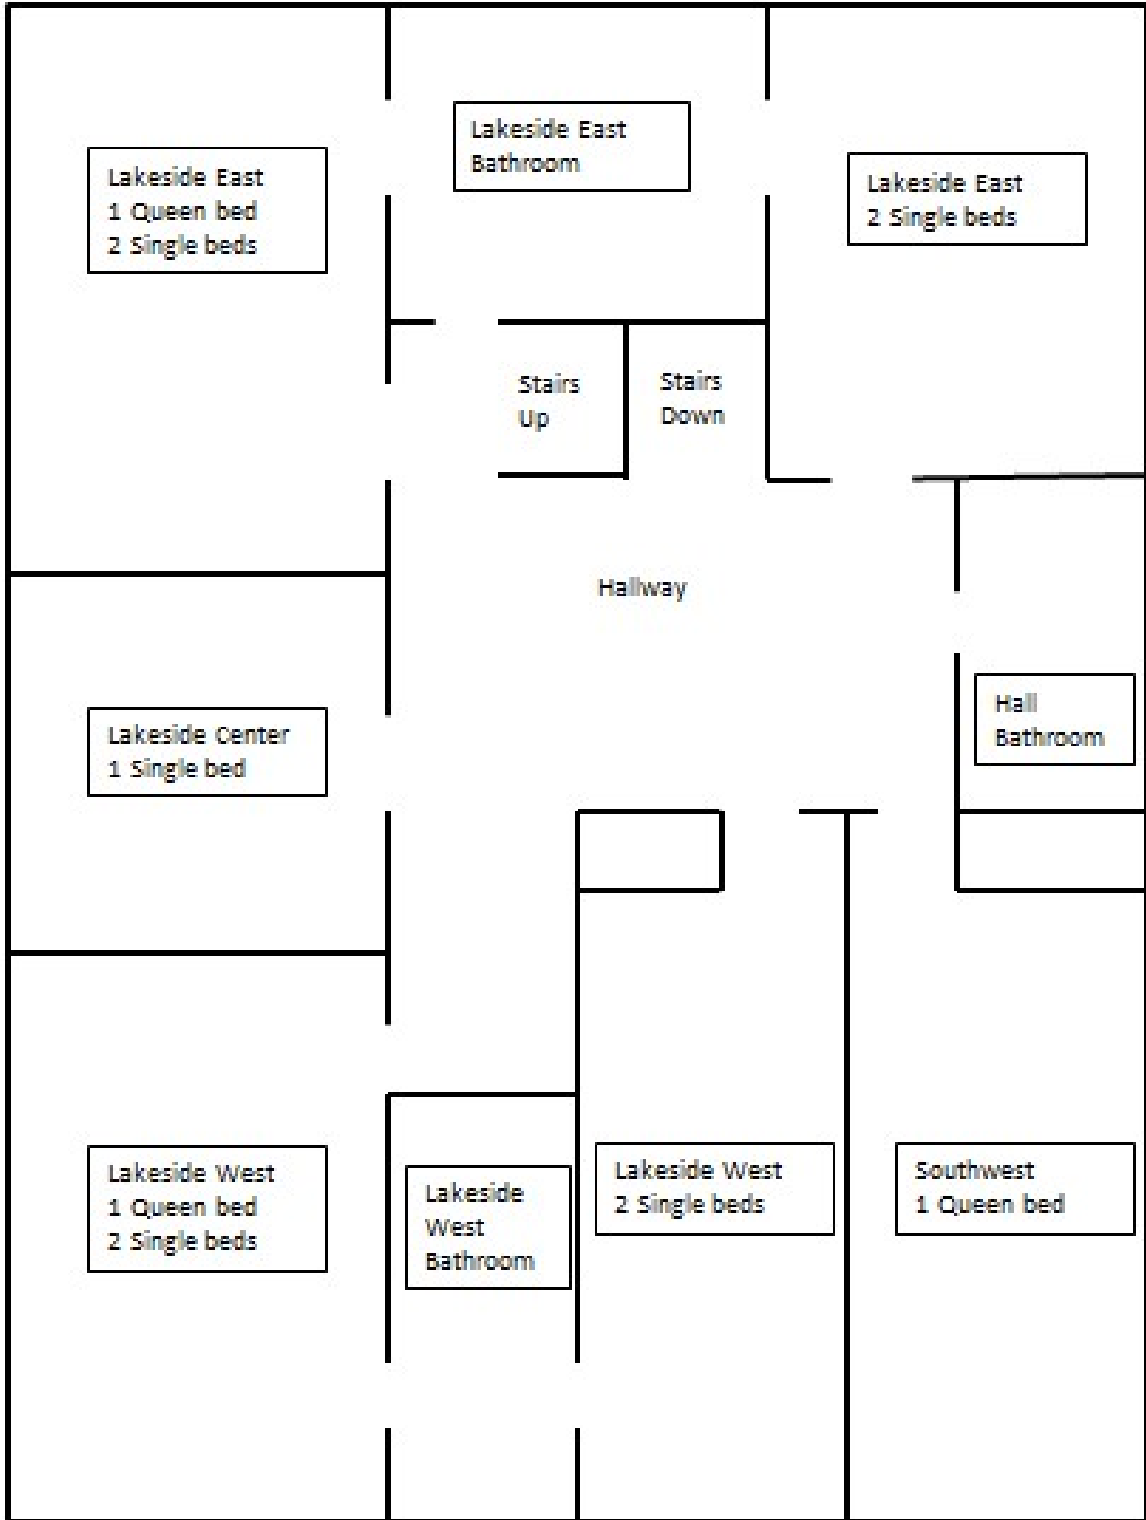 Lakeside East
1 Queen bed
2 Single beds
Lakeside East
Bathroom
Lakeside East
2 Single beds
Stairs
Up
Stairs
Down
Hallway
Lakeside Center
1 Single bed
Hall
Bathroom
Lakeside West
1 Queen bed
2 Single beds
Lakeside
West
Bathroom
Lakeside West
2 Single beds
Southwest
1 Queen bed